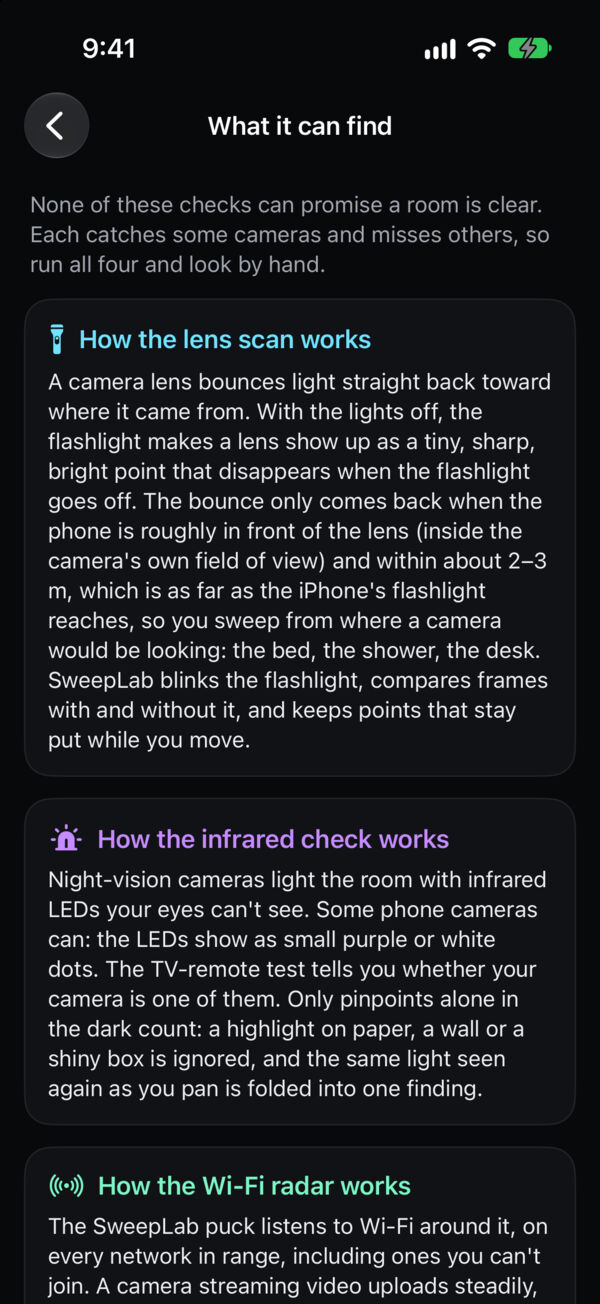 9:41
What it can find
None of these checks can promise a room is clear.
Each catches some cameras and misses others, so
run all four and look by hand.
How the lens scan works
A camera lens bounces light straight back toward
where it came from. With the lights off, the
flashlight makes a lens show up as a tiny, sharp,
bright point that disappears when the flashlight
goes off. The bounce only comes back when the
phone is roughly in front of the lens (inside the
camera's own field of view) and within about 2–3
m, which is as far as the iPhone's flashlight
reaches, so you sweep from where a camera
would be looking: the bed, the shower, the desk.
SweepLab blinks the flashlight, compares frames
with and without it, and keeps points that stay
put while you move.
How the infrared check works
Night-vision cameras light the room with infrared
LEDs your eyes can't see. Some phone cameras
can: the LEDs show as small purple or white
dots. The TV-remote test tells you whether your
camera is one of them. Only pinpoints alone in
the dark count: a highlight on paper, a wall or a
shiny box is ignored, and the same light seen
again as you pan is folded into one finding.
How the Wi-Fi radar works
The SweepLab puck listens to Wi-Fi around it, on
every network in range, including ones you can't
join. A camera streaming video uploads steadily,